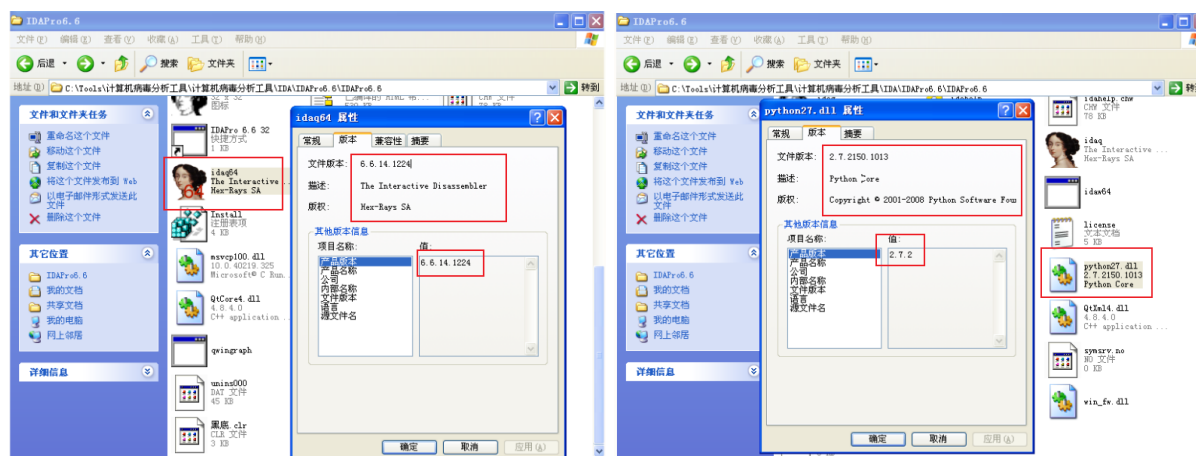 IDAPro6.6
文件(F) 编辑(E) 查看(V) 收藏(A) 工具(T) 帮助(H)
后退 搜索 文件夹
地址(D) C:\Tools\计算机病毒分析工具\计算机病毒分析工具\IDA\IDAPro6.6\IDAPro6.6 转到
文件和文件夹任务
重命名这个文件
移动这个文件
复制这个文件
将这个文件发布到 Web
以电子邮件形式发送此文件
删除这个文件
其它位置
IDAPro6.6
我的文档
共享文档
我的电脑
网上邻居
详细信息
图标
IDAPro 6.6 32
快捷方式
1 KB
idaq64
The Interactive ...
Hex-Rays SA
Install
注册表项
4 KB
msvcp100.dll
10.0.40219.325
Microsoft® C Run...
QtCore4.dll
4.8.4.0
C++ application ...
qwingraph
unins000
DAT 文件
45 KB
黑底.clr
CLR 文件
3 KB
idaq64 属性
常规 版本 兼容性 摘要
文件版本: 6.6.14.1224
描述: The Interactive Disassembler
版权: Hex-Rays SA
其他版本信息
项目名称: 值:
产品版本 6.6.14.1224
产品名称
公司
内部名称
文件版本
语言
源文件名
确定 取消 应用(A)
IDAPro6.6
文件(F) 编辑(E) 查看(V) 收藏(A) 工具(T) 帮助(H)
后退 搜索 文件夹
地址(D) C:\Tools\计算机病毒分析工具\计算机病毒分析工具\IDA\IDAPro6.6\IDAPro6.6 转到
文件和文件夹任务
重命名这个文件
移动这个文件
复制这个文件
将这个文件发布到 Web
以电子邮件形式发送此文件
删除这个文件
其它位置
IDAPro6.6
我的文档
共享文档
我的电脑
网上邻居
详细信息
python27.dll 属性
常规 版本 摘要
文件版本: 2.7.2150.1013
描述: Python Core
版权: Copyright © 2001-2008 Python Software Foun
其他版本信息
项目名称: 值:
产品版本 2.7.2
产品名称
公司
内部名称
文件版本
语言
源文件名
确定 取消 应用(A)
idahelp.chw
CHW 文件
78 KB
idaq
The Interactive ...
Hex-Rays SA
idaw64
license
文本文档
5 KB
python27.dll
2.7.2150.1013
Python Core
QtXml4.dll
4.8.4.0
C++ application ...
symsrv.no
NO 文件
0 KB
win_fw.dll